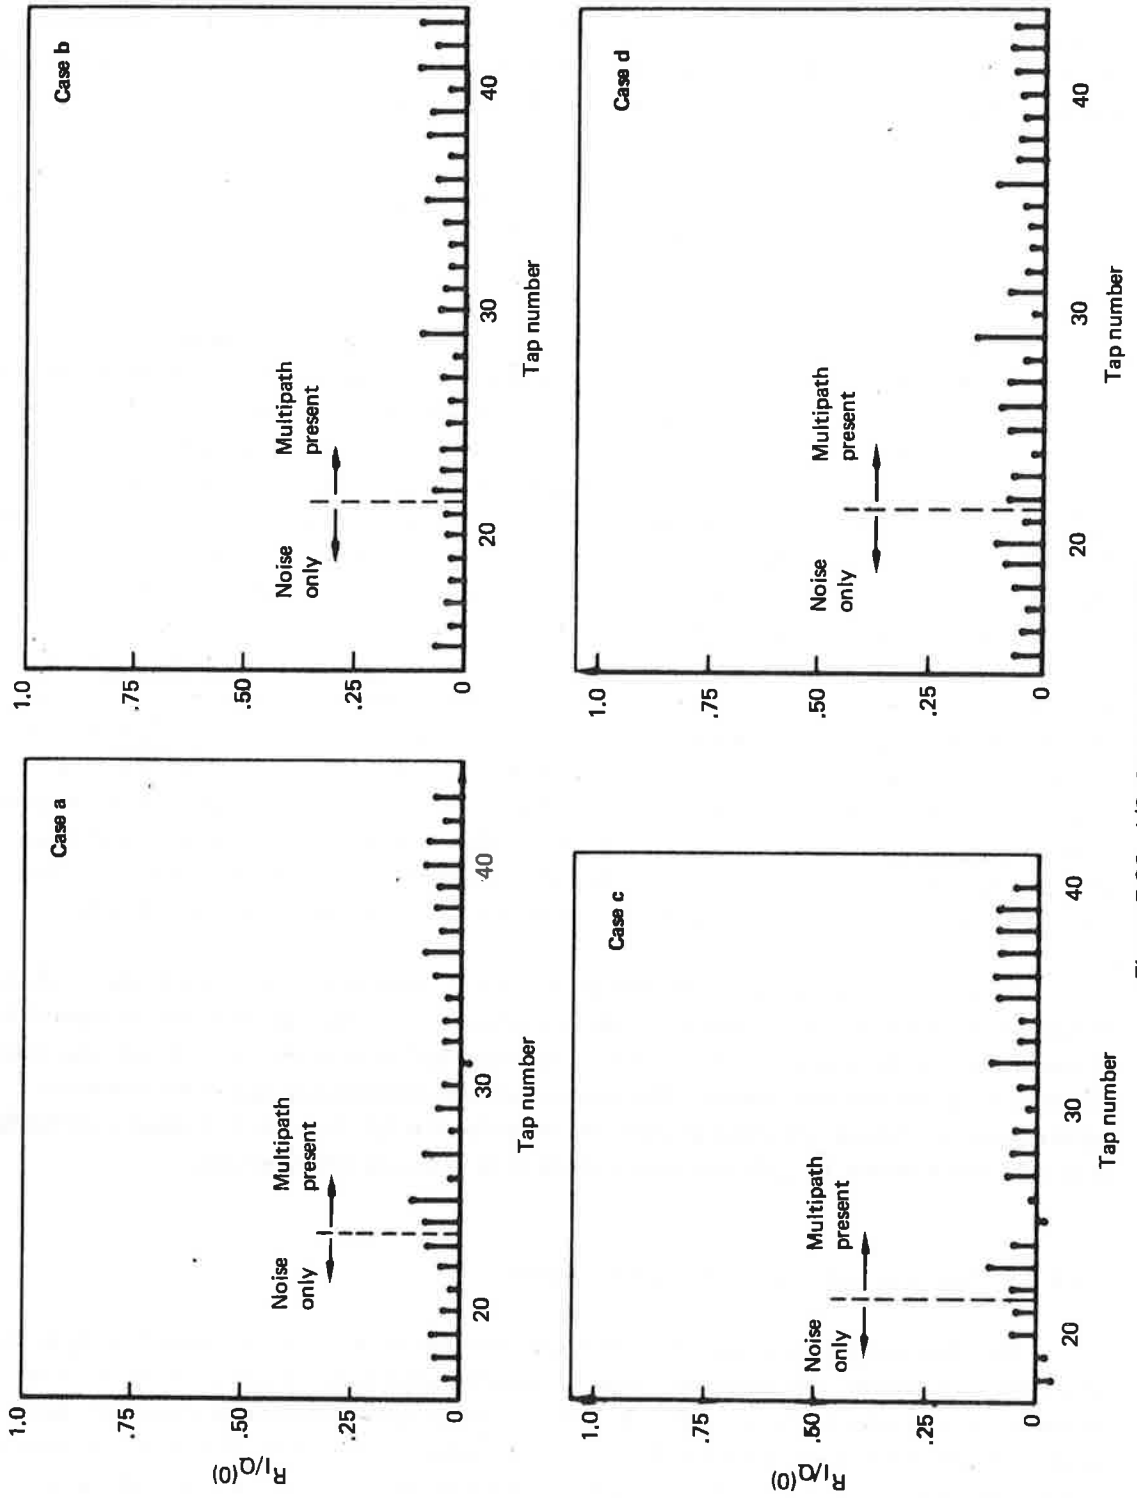 Case a
R_I/Q(0)
1.0
.75
.50
.25
0
Noise
only
Multipath
present
20
30
40
Tap number
Case b
1.0
.75
.50
.25
0
Noise
only
Multipath
present
20
30
40
Tap number
Case c
R_I/Q(0)
1.0
.75
.50
.25
0
Noise
only
Multipath
present
20
30
40
Tap number
Case d
1.0
.75
.50
.25
0
Noise
only
Multipath
present
20
30
40
Tap number